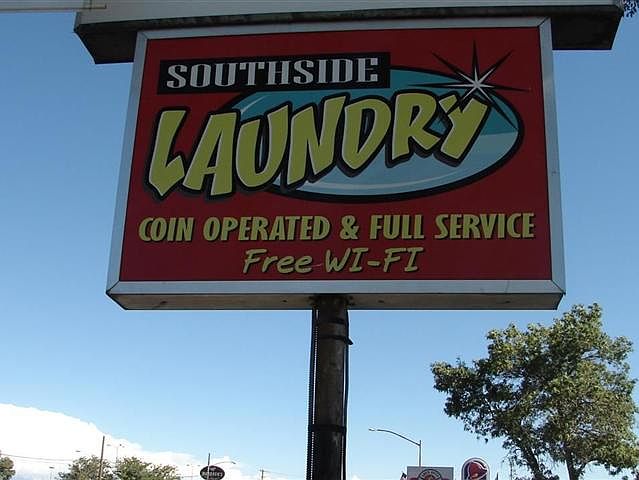 SOUTHSIDE
LAUNDRY
COIN OPERATED & FULL SERVICE
Free WI-FI